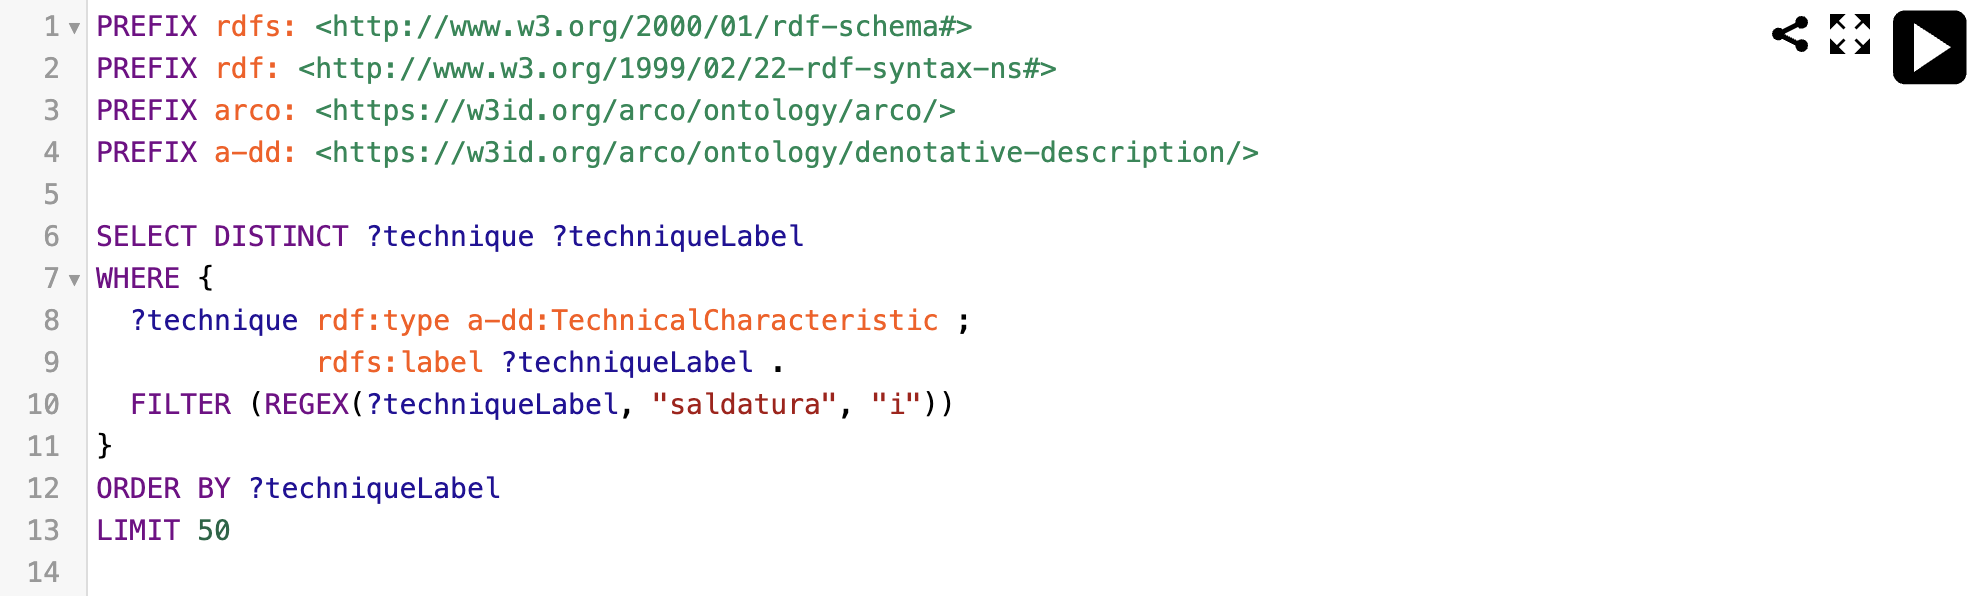 1 PREFIX rdfs: <http://www.w3.org/2000/01/rdf-schema#>
2 PREFIX rdf: <http://www.w3.org/1999/02/22-rdf-syntax-ns#>
3 PREFIX arco: <https://w3id.org/arco/ontology/arco/>
4 PREFIX a-dd: <https://w3id.org/arco/ontology/denotative-description/>
5
6 SELECT DISTINCT ?technique ?techniqueLabel
7 WHERE {
8   ?technique rdf:type a-dd:TechnicalCharacteristic ;
9              rdfs:label ?techniqueLabel .
10   FILTER (REGEX(?techniqueLabel, "saldatura", "i"))
11 }
12 ORDER BY ?techniqueLabel
13 LIMIT 50
14